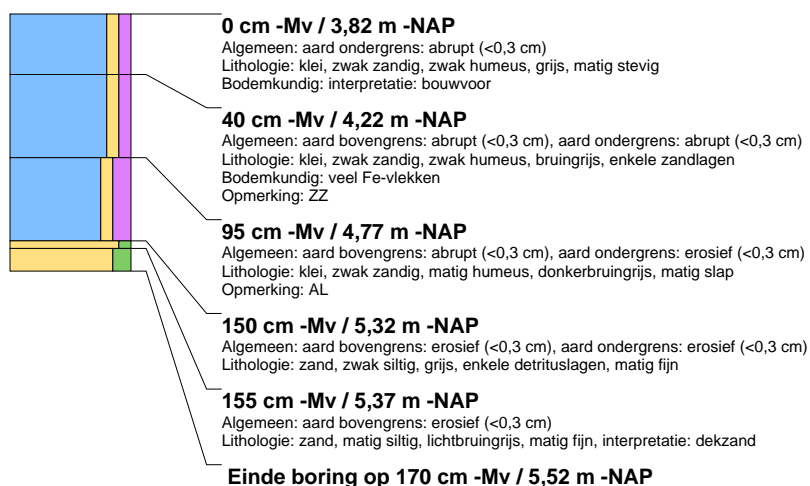 0 cm -Mv / 3,82 m -NAP
Algemeen: aard ondergrens: abrupt (<0,3 cm)
Lithologie: klei, zwak zandig, zwak humeus, grijs, matig stevig
Bodemkundig: interpretatie: bouwvoor
40 cm -Mv / 4,22 m -NAP
Algemeen: aard bovengrens: abrupt (<0,3 cm), aard ondergrens: abrupt (<0,3 cm)
Lithologie: klei, zwak zandig, zwak humeus, bruingrijs, enkele zandlagen
Bodemkundig: veel Fe-vlekken
Opmerking: ZZ
95 cm -Mv / 4,77 m -NAP
Algemeen: aard bovengrens: abrupt (<0,3 cm), aard ondergrens: erosief (<0,3 cm)
Lithologie: klei, zwak zandig, matig humeus, donkerbruingrijs, matig slap
Opmerking: AL
150 cm -Mv / 5,32 m -NAP
Algemeen: aard bovengrens: erosief (<0,3 cm), aard ondergrens: erosief (<0,3 cm)
Lithologie: zand, zwak siltig, grijs, enkele detrituslagen, matig fijn
155 cm -Mv / 5,37 m -NAP
Algemeen: aard bovengrens: erosief (<0,3 cm)
Lithologie: zand, matig siltig, lichtbruingrijs, matig fijn, interpretatie: dekzand
Einde boring op 170 cm -Mv / 5,52 m -NAP